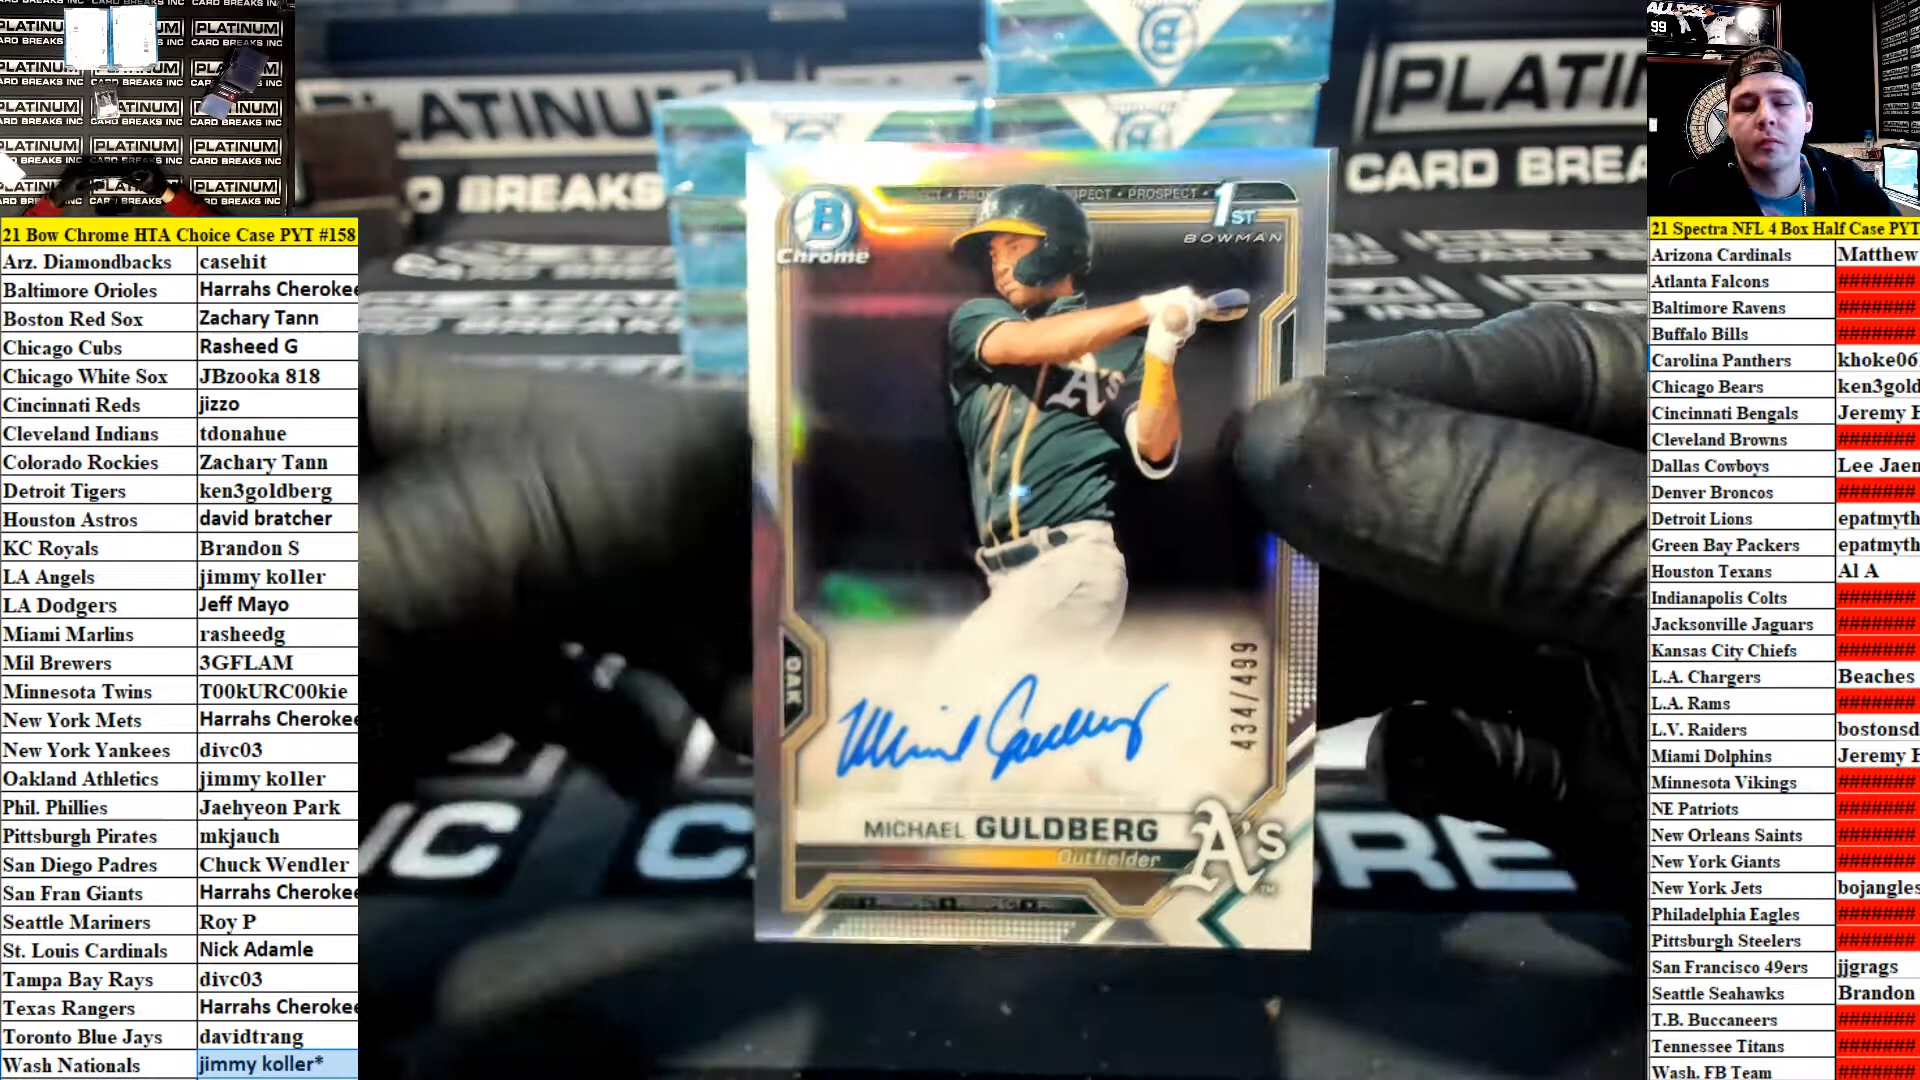 21 Bow Chrome HTA Choice Case PYT #158
Arz. Diamondbacks casehit
Baltimore Orioles Harrahs Cherokee
Boston Red Sox Zachary Tann
Chicago Cubs Rasheed G
Chicago White Sox JBzooka 818
Cincinnati Reds jizzo
Cleveland Indians tdonahue
Colorado Rockies Zachary Tann
Detroit Tigers ken3goldberg
Houston Astros david bratcher
KC Royals Brandon S
LA Angels jimmy koller
LA Dodgers Jeff Mayo
Miami Marlins rasheedg
Mil Brewers 3GFLAM
Minnesota Twins T00kURC00kie
New York Mets Harrahs Cherokee
New York Yankees divc03
Oakland Athletics jimmy koller
Phil. Phillies Jaehyeon Park
Pittsburgh Pirates mkjauch
San Diego Padres Chuck Wendler
San Fran Giants Harrahs Cherokee
Seattle Mariners Roy P
St. Louis Cardinals Nick Adamle
Tampa Bay Rays divc03
Texas Rangers Harrahs Cherokee
Toronto Blue Jays davidtrang
Wash Nationals jimmy koller*
PLATINUM
CARD BREAKS INC
PLATI
CARD BREA
PROSPECT
B
Chrome
1ST
BOWMAN
A's
OAK
434/499
MICHAEL GULDBERG
Outfielder
A's
TM
99
21 Spectra NFL 4 Box Half Case PYT
Arizona Cardinals Matthew
Atlanta Falcons #######
Baltimore Ravens #######
Buffalo Bills #######
Carolina Panthers khoke06
Chicago Bears ken3gold
Cincinnati Bengals Jeremy
Cleveland Browns #######
Dallas Cowboys Lee Jaen
Denver Broncos #######
Detroit Lions epatmyth
Green Bay Packers epatmyth
Houston Texans Al A
Indianapolis Colts #######
Jacksonville Jaguars #######
Kansas City Chiefs #######
L.A. Chargers Beaches
L.A. Rams #######
L.V. Raiders bostonsd
Miami Dolphins Jeremy
Minnesota Vikings #######
NE Patriots #######
New Orleans Saints #######
New York Giants #######
New York Jets bojangles
Philadelphia Eagles #######
Pittsburgh Steelers #######
San Francisco 49ers jjgrags
Seattle Seahawks Brandon
T.B. Buccaneers #######
Tennessee Titans #######
Wash. FB Team #######